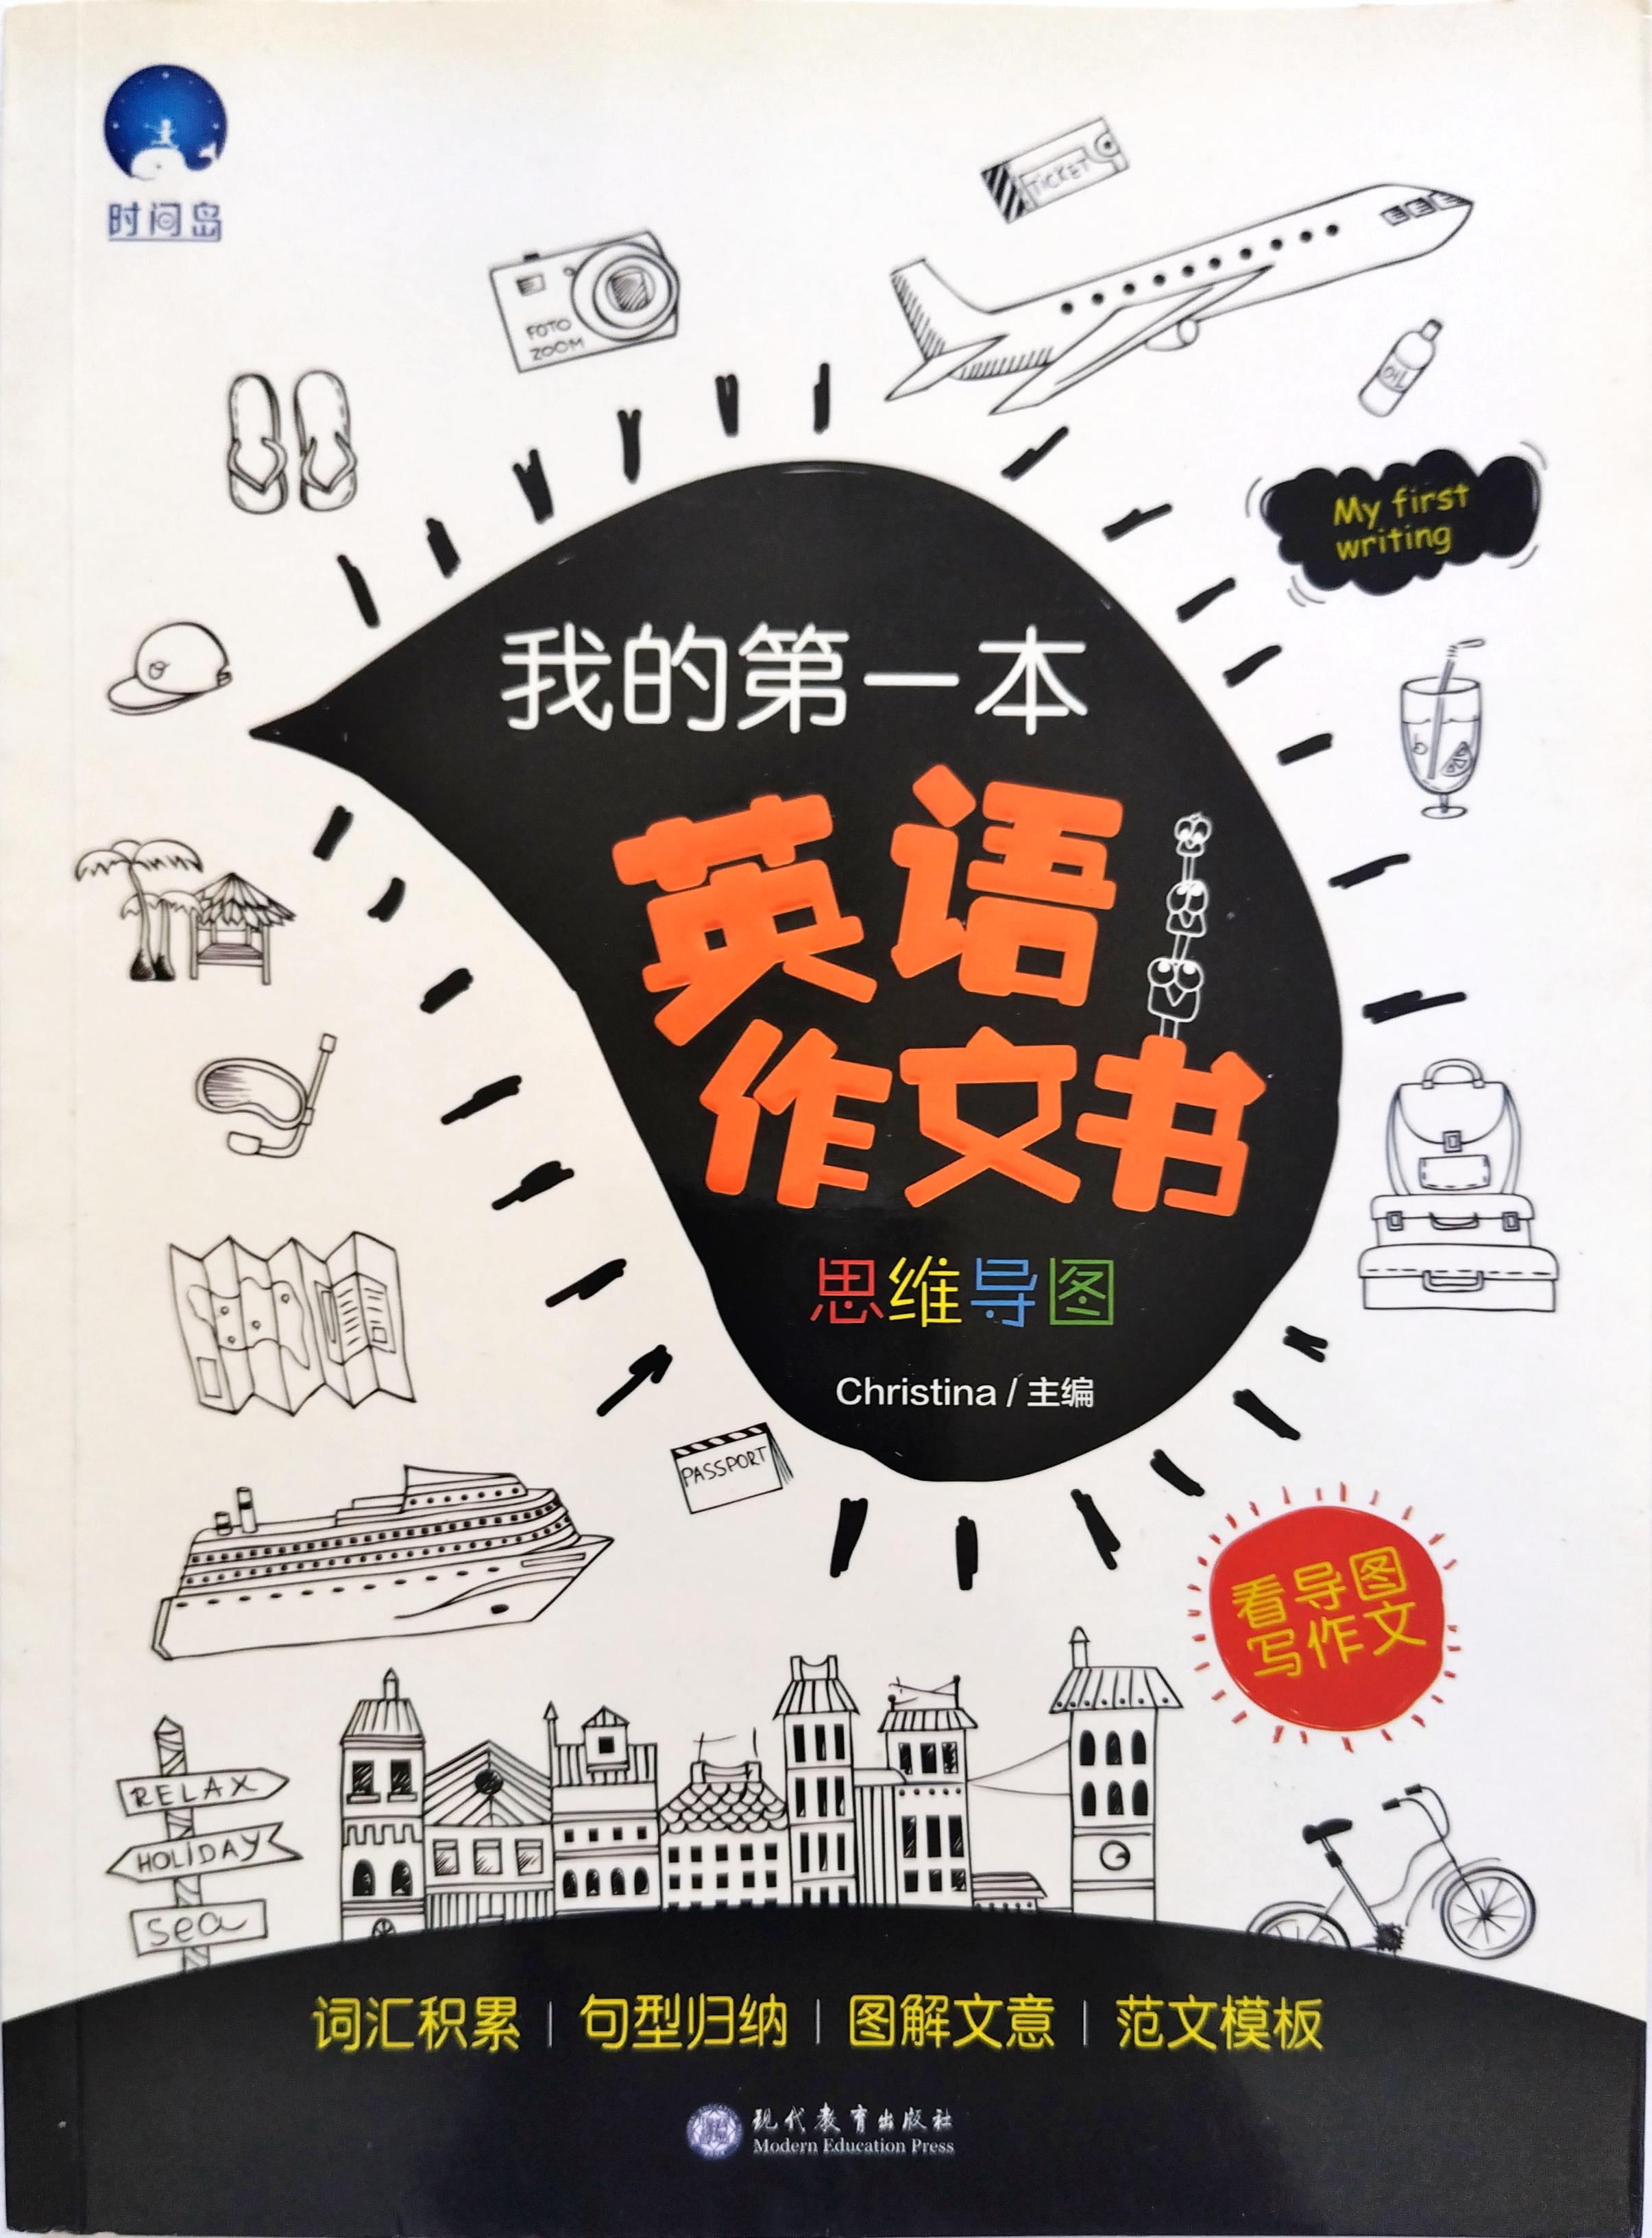 时间岛
TICKET
FOTO
ZOOM
OIL
My first
writing
我的第一本
英语
作文书
思维导图
Christina / 主编
PASSPORT
看导图
写作文
RELAX
HOLIDAY
sea
词汇积累 | 句型归纳 | 图解文意 | 范文模板
现代教育出版社
Modern Education Press